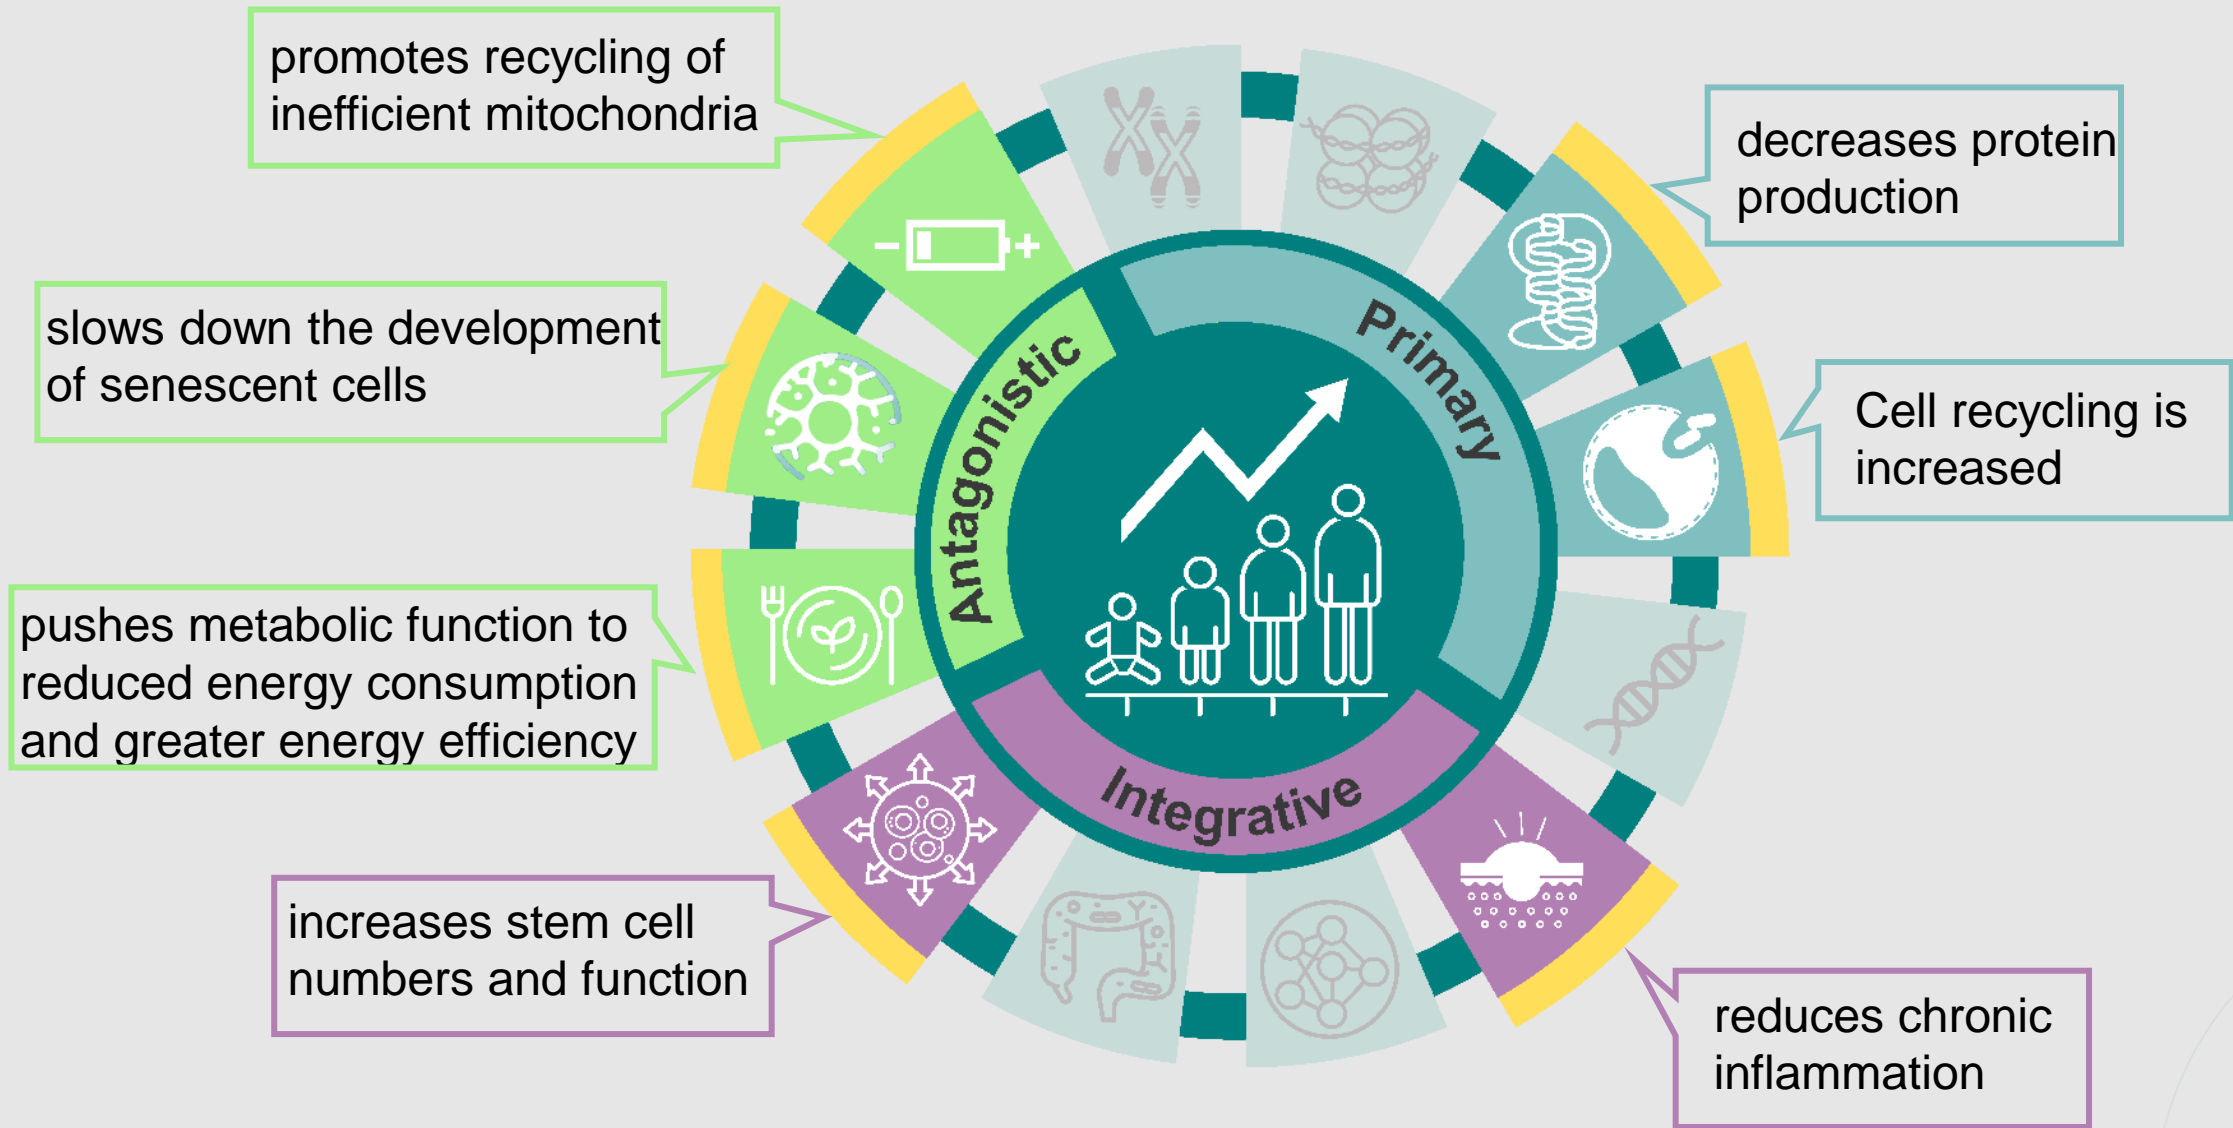 promotes recycling of
inefficient mitochondria
decreases protein
production
slows down the development
of senescent cells
Cell recycling is
increased
pushes metabolic function to
reduced energy consumption
and greater energy efficiency
increases stem cell
numbers and function
reduces chronic
inflammation
Antagonistic
Primary
Integrative